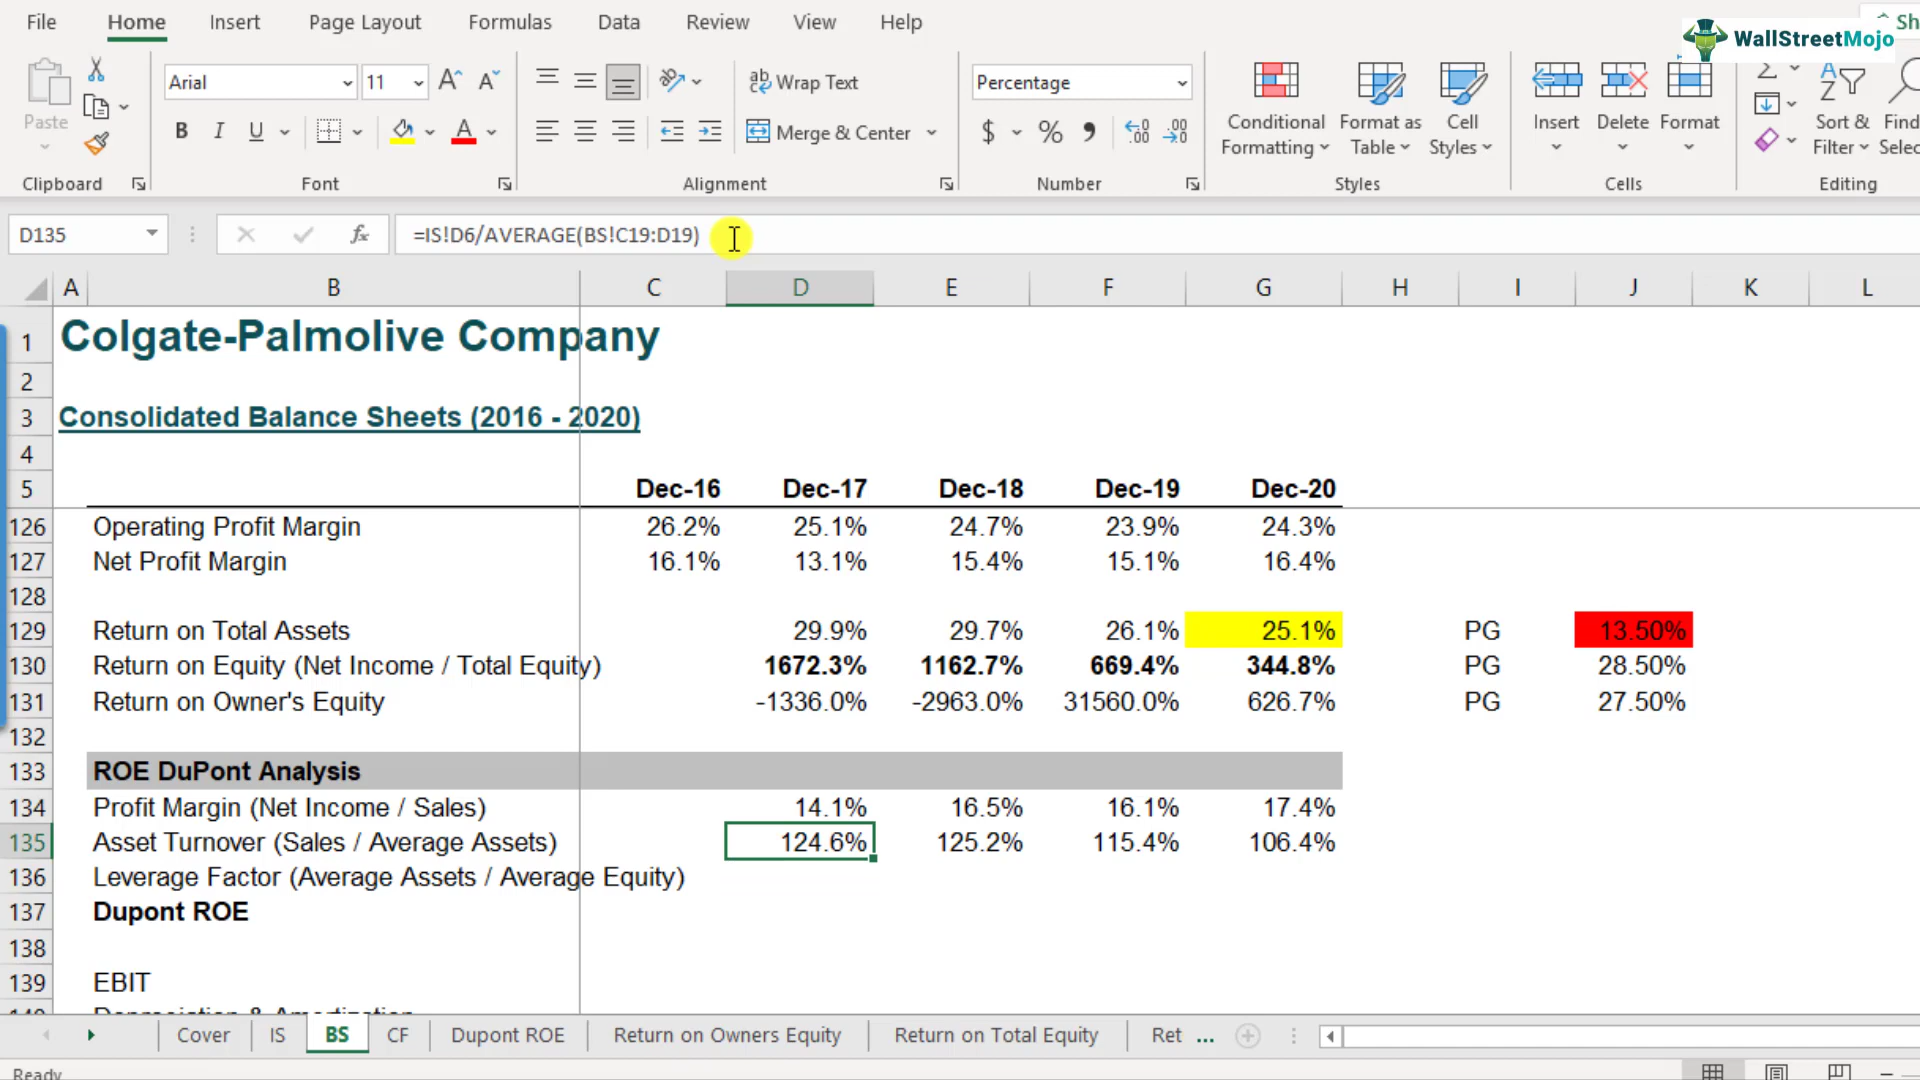 File Home Insert Page Layout Formulas Data Review View Help Sh
WallStreetMojo
Arial 11 Wrap Text Percentage
Paste Conditional Format as Cell Insert Delete Format Sort & Find
B I U Merge & Center $ % Formatting Table Styles Filter Selec
Clipboard Font Alignment Number Styles Cells Editing
D135 fx =IS!D6/AVERAGE(BS!C19:D19)
A B C D E F G H I J K L
1 Colgate-Palmolive Company
2
3 Consolidated Balance Sheets (2016 - 2020)
4
5 Dec-16 Dec-17 Dec-18 Dec-19 Dec-20
126 Operating Profit Margin 26.2% 25.1% 24.7% 23.9% 24.3%
127 Net Profit Margin 16.1% 13.1% 15.4% 15.1% 16.4%
128
129 Return on Total Assets 29.9% 29.7% 26.1% 25.1% PG 13.50%
130 Return on Equity (Net Income / Total Equity) 1672.3% 1162.7% 669.4% 344.8% PG 28.50%
131 Return on Owner's Equity -1336.0% -2963.0% 31560.0% 626.7% PG 27.50%
132
133 ROE DuPont Analysis
134 Profit Margin (Net Income / Sales) 14.1% 16.5% 16.1% 17.4%
135 Asset Turnover (Sales / Average Assets) 124.6% 125.2% 115.4% 106.4%
136 Leverage Factor (Average Assets / Average Equity)
137 Dupont ROE
138
139 EBIT
140 Depreciation & Amortization
Cover IS BS CF Dupont ROE Return on Owners Equity Return on Total Equity Ret ...
Ready